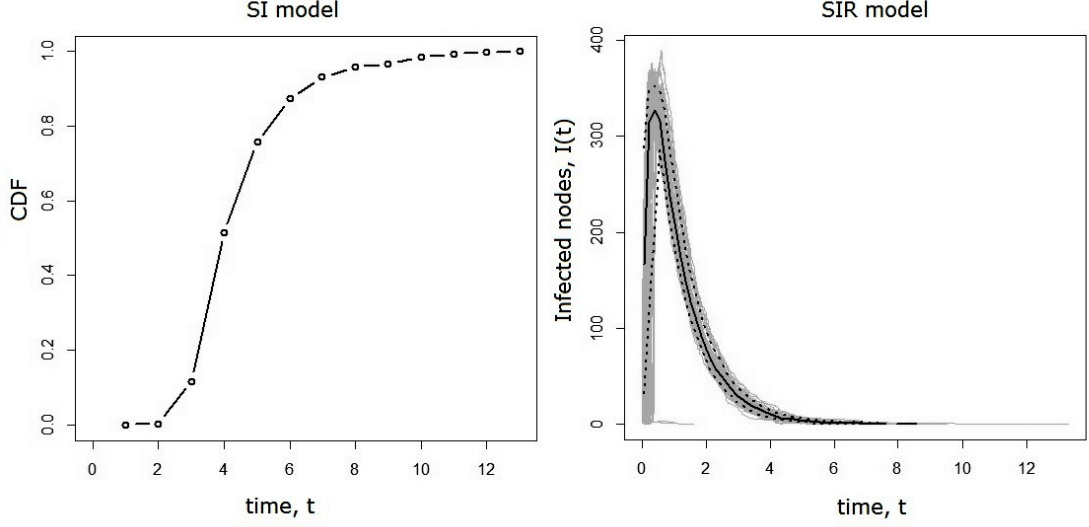 SI model
CDF
0.0 0.2 0.4 0.6 0.8 1.0
0 2 4 6 8 10 12
time, t
SIR model
Infected nodes, I(t)
0 100 200 300 400
0 2 4 6 8 10 12
time, t